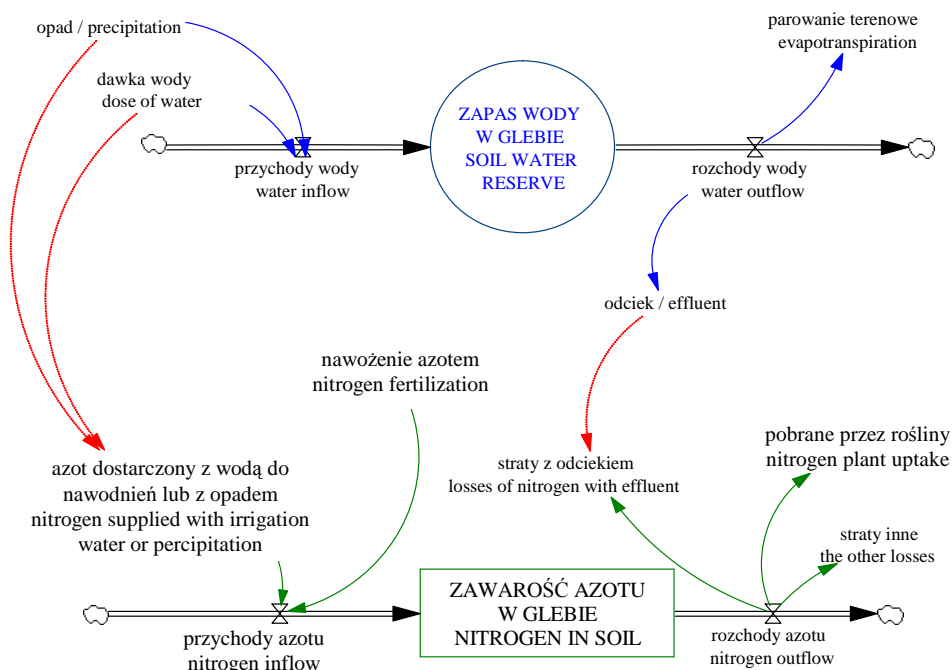 opad / precipitation
parowanie terenowe
evapotranspiration
dawka wody
dose of water
ZAPAS WODY
W GLEBIE
SOIL WATER
RESERVE
przychody wody
water inflow
rozchody wody
water outflow
odciek / effluent
nawożenie azotem
nitrogen fertilization
azot dostarczony z wodą do
nawodnień lub z opadem
nitrogen supplied with irrigation
water or percipitation
straty z odciekiem
losses of nitrogen with effluent
pobrane przez rośliny
nitrogen plant uptake
straty inne
the other losses
ZAWAROŚĆ AZOTU
W GLEBIE
NITROGEN IN SOIL
przychody azotu
nitrogen inflow
rozchody azotu
nitrogen outflow